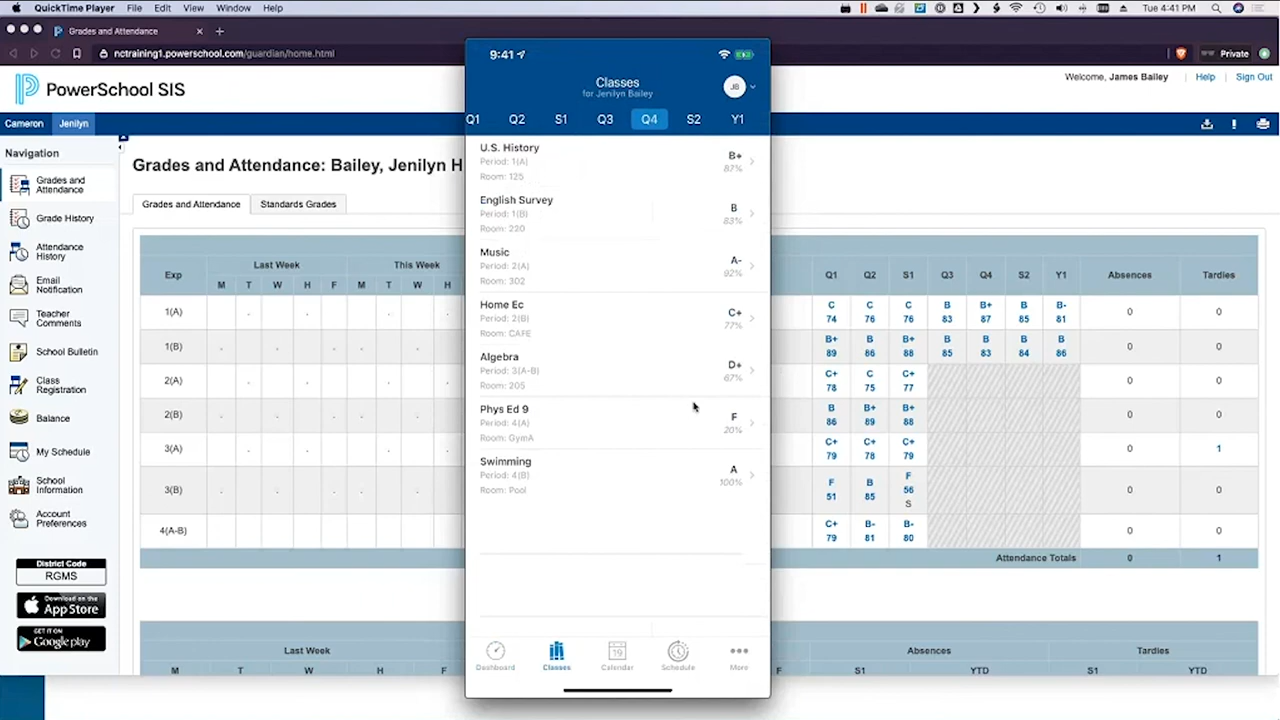 QuickTime Player File Edit View Window Help
Tue 4:41 PM
Grades and Attendance
nctraining1.powerschool.com/guardian/home.html
Private
PowerSchool SIS
Welcome, James Bailey Help Sign Out
Cameron Jenilyn
Navigation
Grades and
Attendance
Grade History
Attendance
History
Email
Notification
Teacher
Comments
School Bulletin
Class
Registration
Balance
My Schedule
School
Information
Account
Preferences
District Code
RGMS
Download on the
App Store
GET IT ON
Google play
Grades and Attendance: Bailey, Jenilyn H
Grades and Attendance Standards Grades
Exp Last Week This Week
M T W H F M T W H
Q1 Q2 S1 Q3 Q4 S2 Y1 Absences Tardies
1(A) C C C B B+ B B- 0 0
74 76 76 83 87 85 81
1(B) B+ B B+ B B B B 0 0
89 86 88 85 83 84 86
2(A) C+ C C+ 0 0
78 75 77
2(B) B B+ B+ 0 0
86 89 88
3(A) C+ C+ C+ 0 1
79 78 79
3(B) F B F 0 0
51 85 56
S
4(A-B) C+ B- B- 0 0
79 81 80
Attendance Totals 0 1
Last Week Absences Tardies
M T W H F F S1 YTD S1 YTD
9:41
Classes
for Jenilyn Bailey
JB
Q1 Q2 S1 Q3 Q4 S2 Y1
U.S. History
Period: 1(A)
Room: 125
B+
87%
English Survey
Period: 1(B)
Room: 220
B
83%
Music
Period: 2(A)
Room: 302
A-
92%
Home Ec
Period: 2(B)
Room: CAFE
C+
77%
Algebra
Period: 3(A-B)
Room: 205
D+
67%
Phys Ed 9
Period: 4(A)
Room: GymA
F
20%
Swimming
Period: 4(B)
Room: Pool
A
100%
19
Dashboard Classes Calendar Schedule More